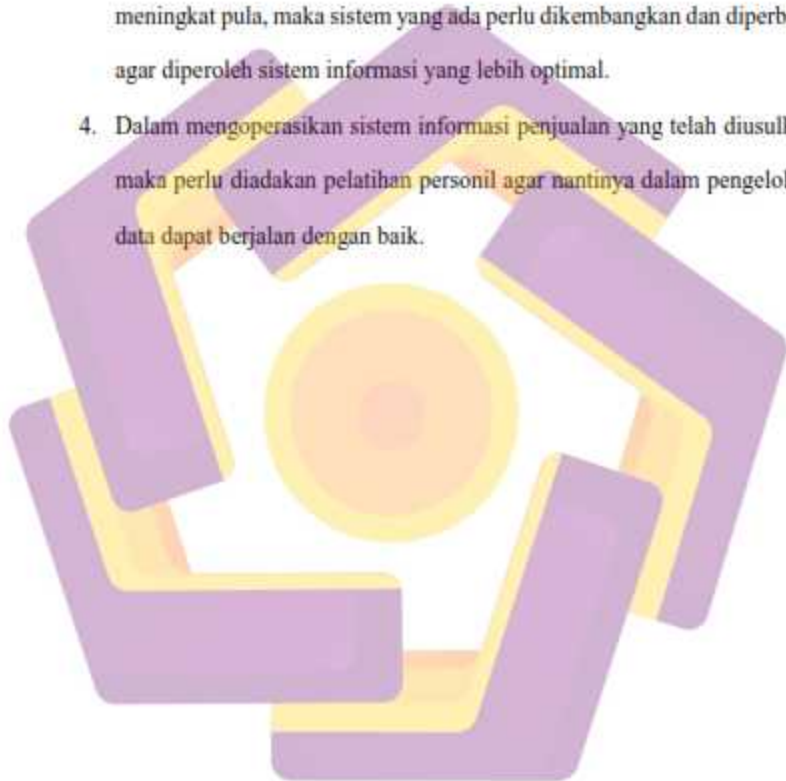 meningkat pula, maka sistem yang ada perlu dikembangkan dan diperb
agar diperoleh sistem informasi yang lebih optimal.
4. Dalam mengoperasikan sistem informasi penjualan yang telah diusul
maka perlu diadakan pelatihan personil agar nantinya dalam pengelol
data dapat berjalan dengan baik.